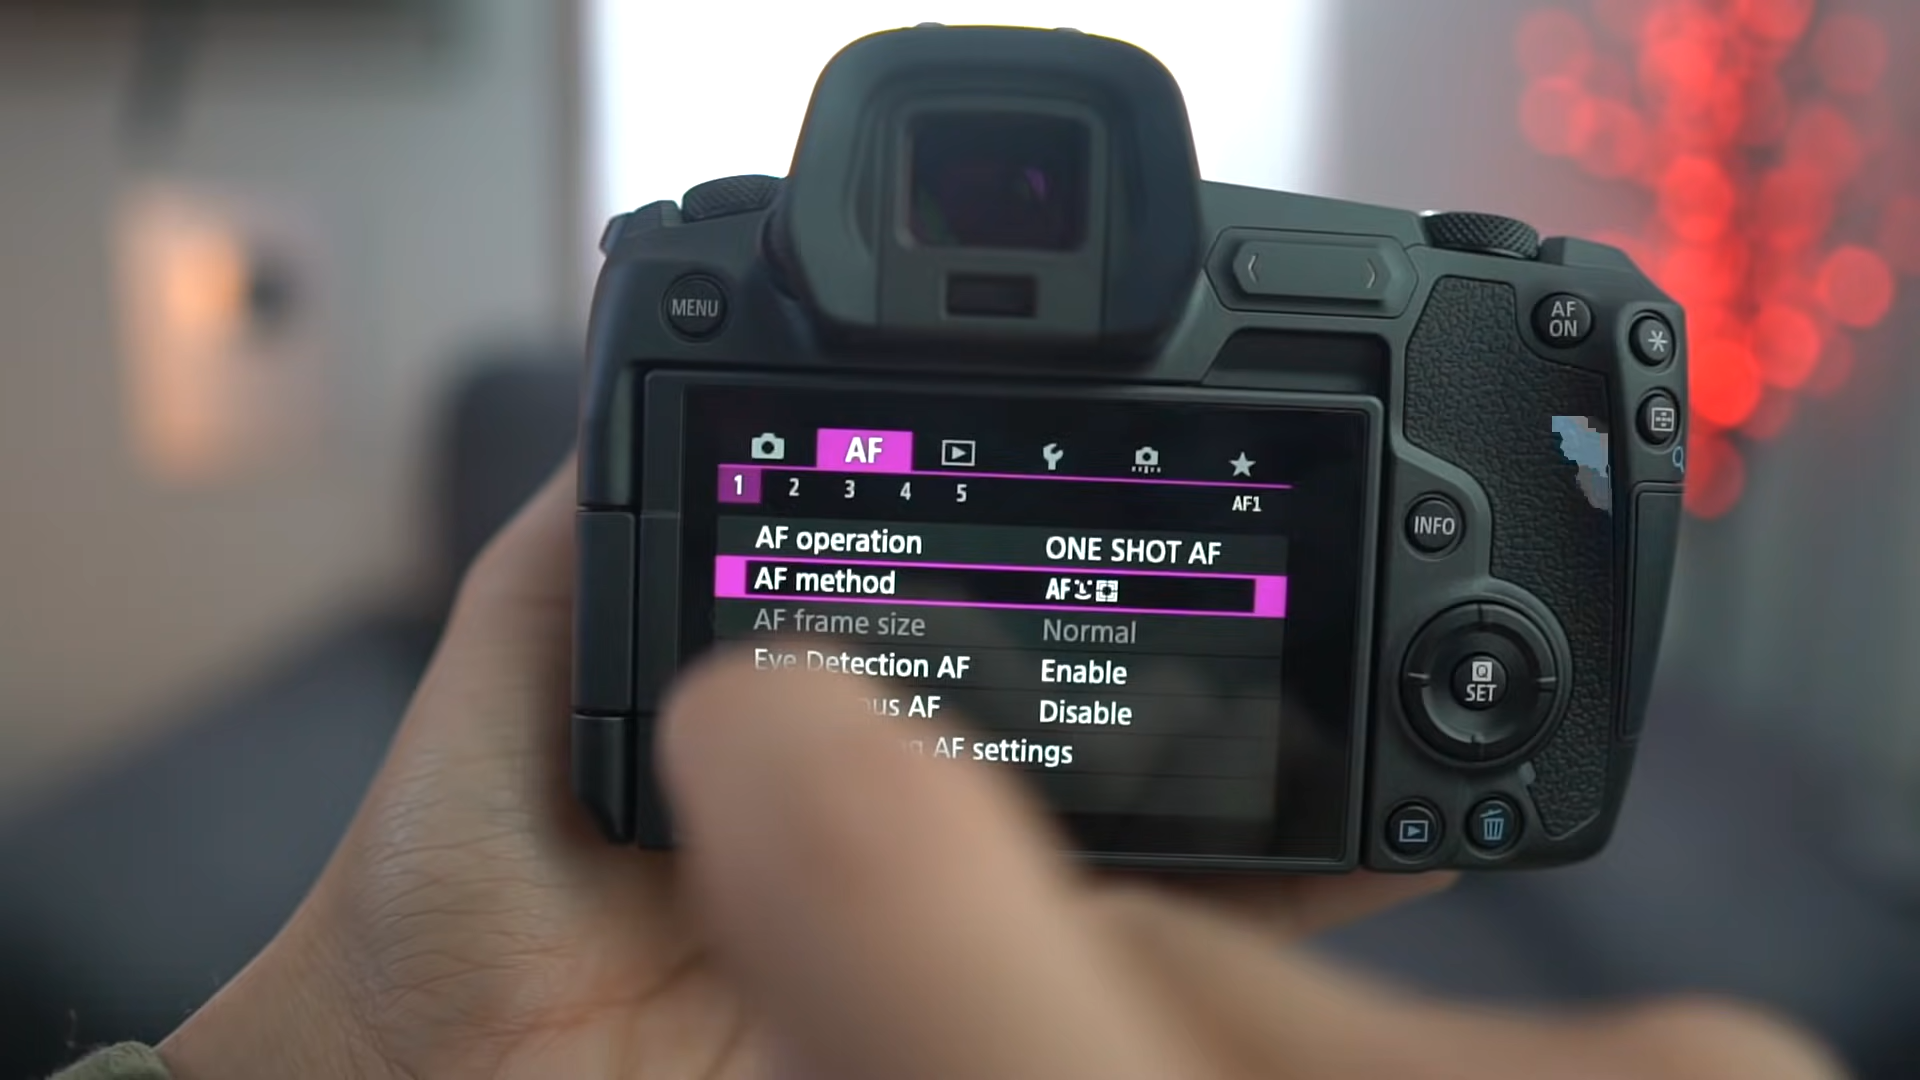 MENU
AF
ON
AF
1 2 3 4 5
AF1
AF operation ONE SHOT AF
AF method AF
AF frame size Normal
Eye Detection AF Enable
AF Disable
AF settings
INFO
Q
SET